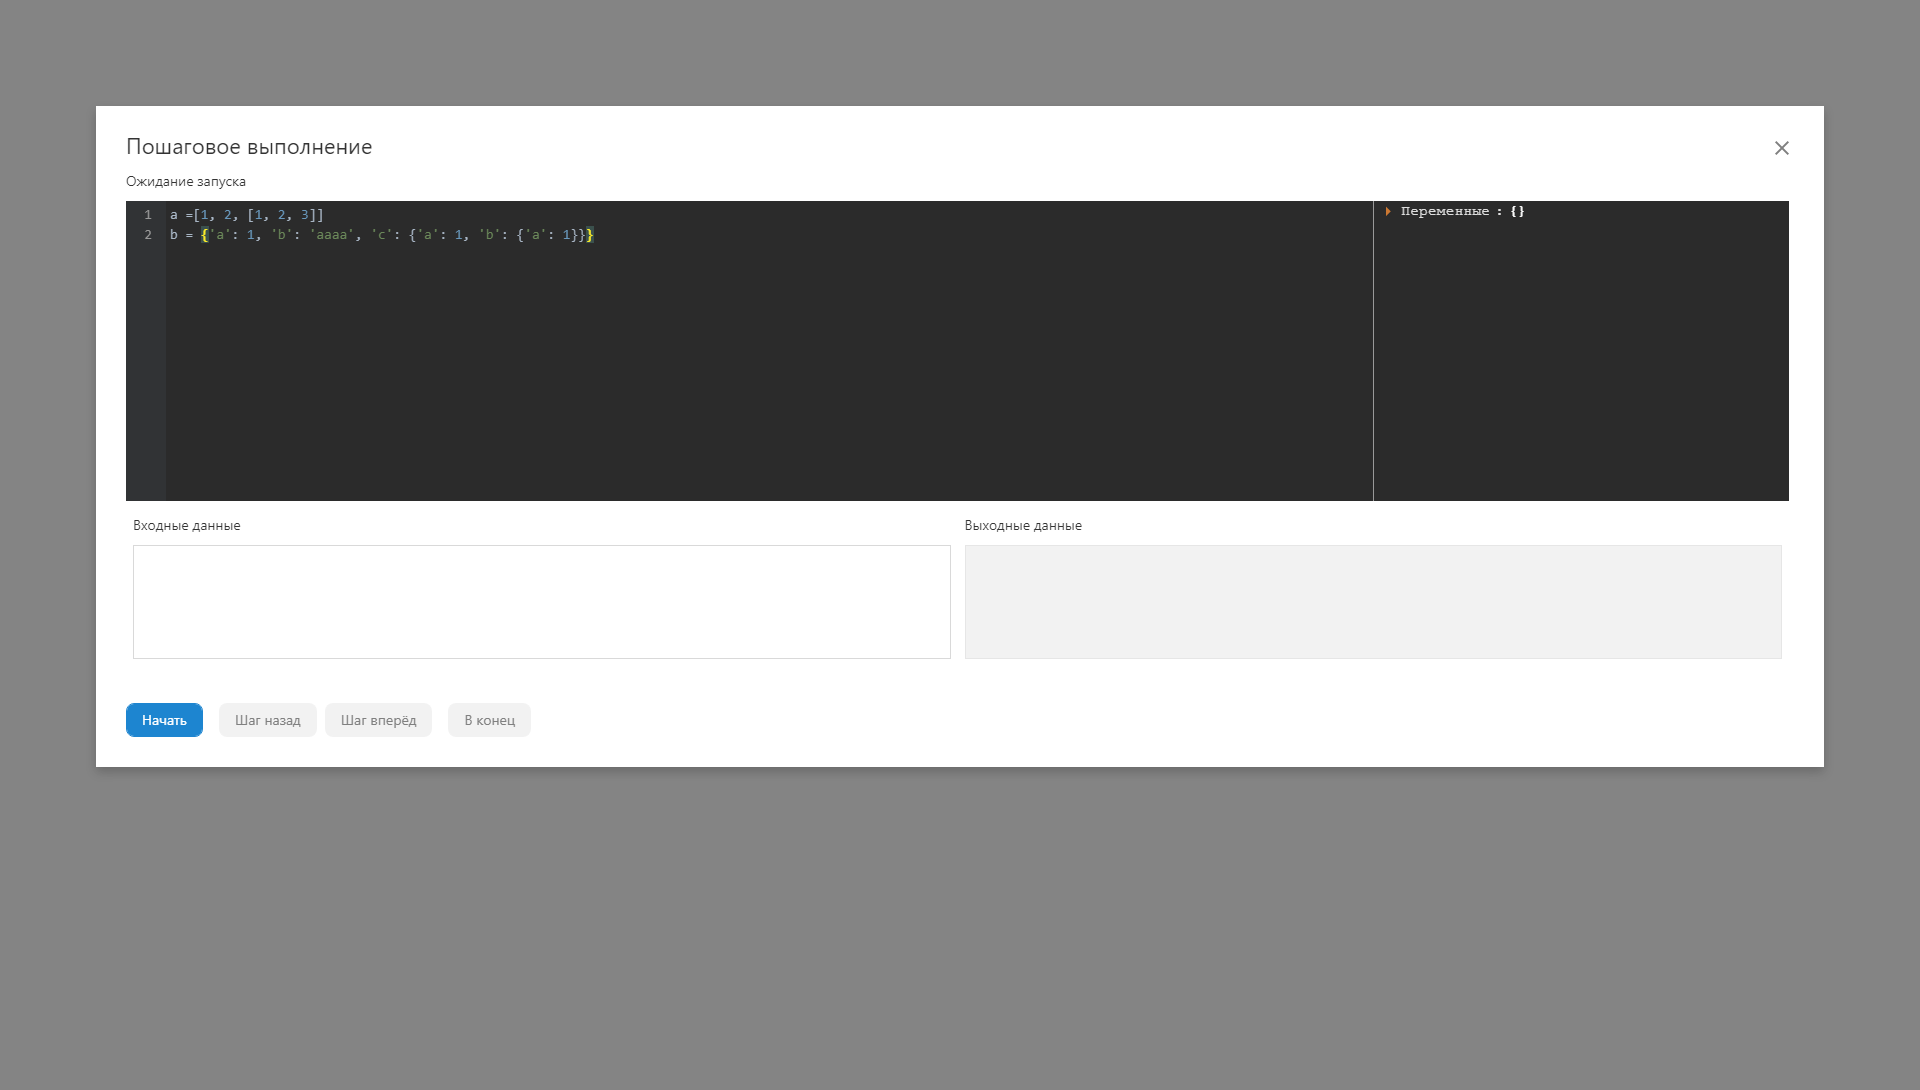 Пошаговое выполнение
Ожидание запуска
1 a =[1, 2, [1, 2, 3]]
2 b = {'a': 1, 'b': 'aaaa', 'c': {'a': 1, 'b': {'a': 1}}}
Переменные : {}
Входные данные
Выходные данные
Начать
Шаг назад
Шаг вперёд
В конец